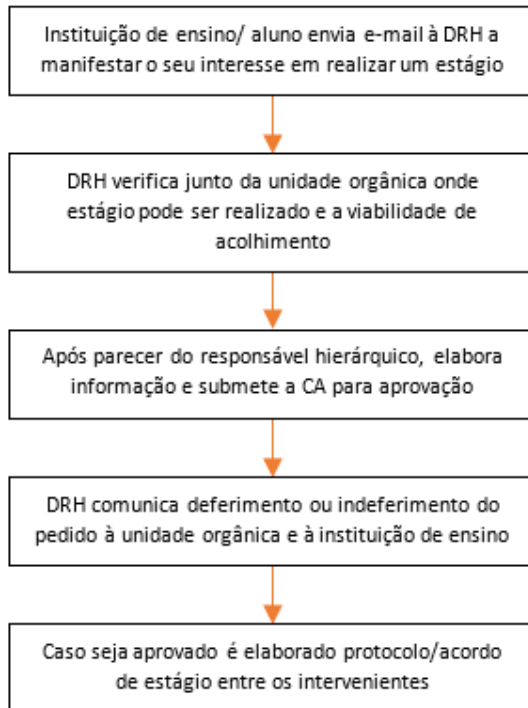 Instituição de ensino/ aluno envia e-mail à DRH a
manifestar o seu interesse em realizar um estágio
DRH verifica junto da unidade orgânica onde
estágio pode ser realizado e a viabilidade de
acolhimento
Após parecer do responsável hierárquico, elabora
informação e submete a CA para aprovação
DRH comunica deferimento ou indeferimento do
pedido à unidade orgânica e à instituição de ensino
Caso seja aprovado é elaborado protocolo/acordo
de estágio entre os intervenientes